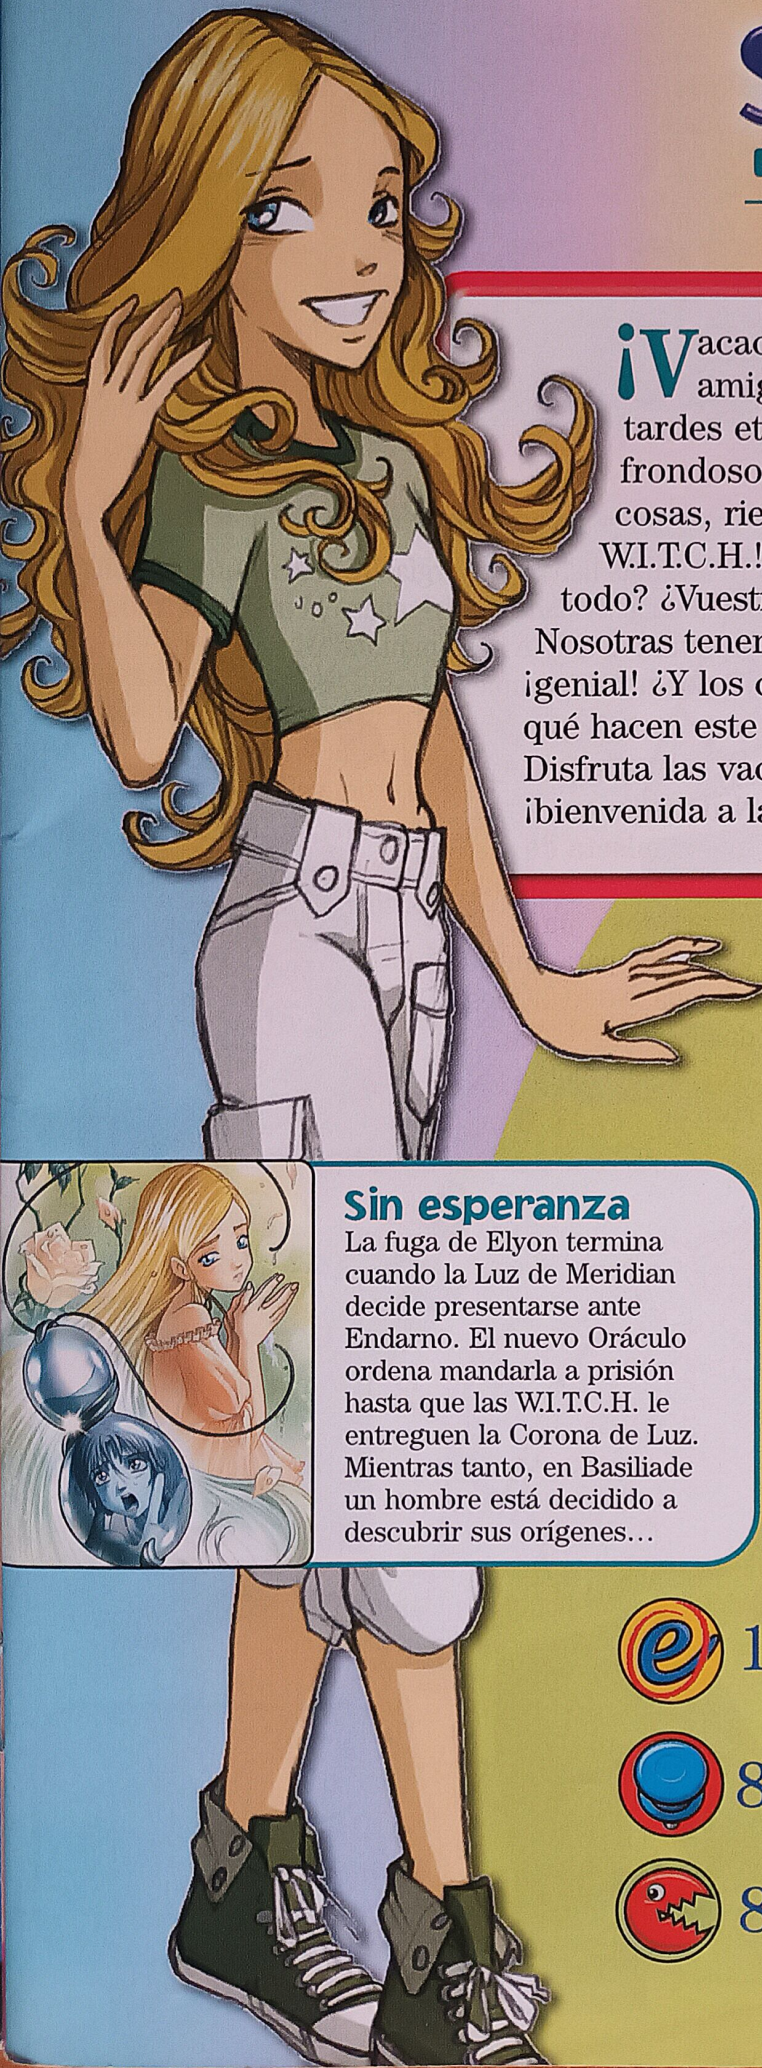 ¡Vacac
amig
tardes et
frondoso
cosas, rie
W.I.T.C.H.!
todo? ¿Vuest
Nosotras tener
¡genial! ¿Y los
qué hacen este
Disfruta las vac
¡bienvenida a la
Sin esperanza
La fuga de Elyon termina
cuando la Luz de Meridian
decide presentarse ante
Endarno. El nuevo Oráculo
ordena mandarla a prisión
hasta que las W.I.T.C.H. le
entreguen la Corona de Luz.
Mientras tanto, en Basiliade
un hombre está decidido a
descubrir sus orígenes...
e 1
8
8